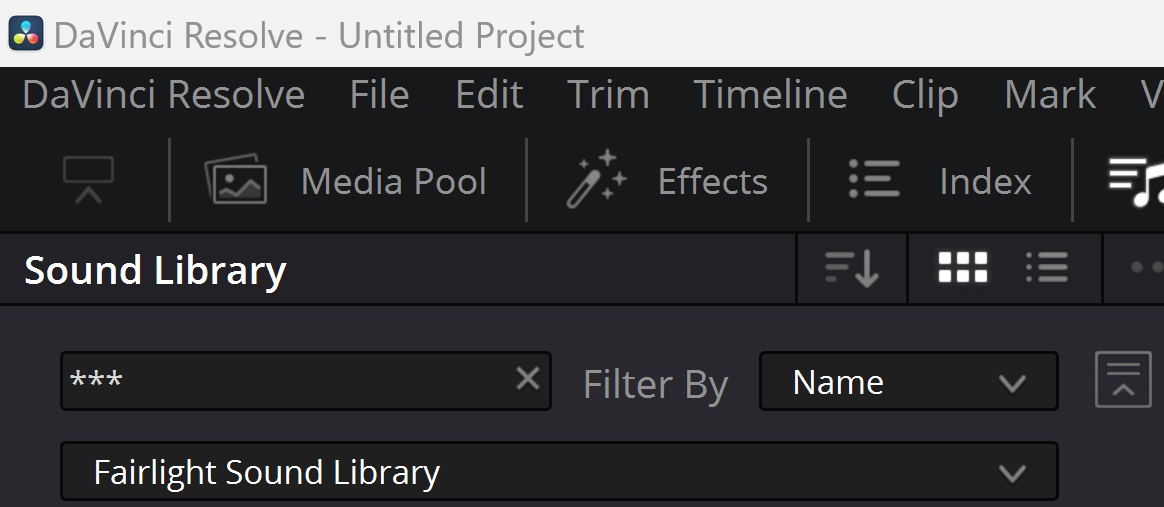 DaVinci Resolve - Untitled Project
DaVinci Resolve File Edit Trim Timeline Clip Mark V
Media Pool Effects Index
Sound Library
*** Filter By Name
Fairlight Sound Library